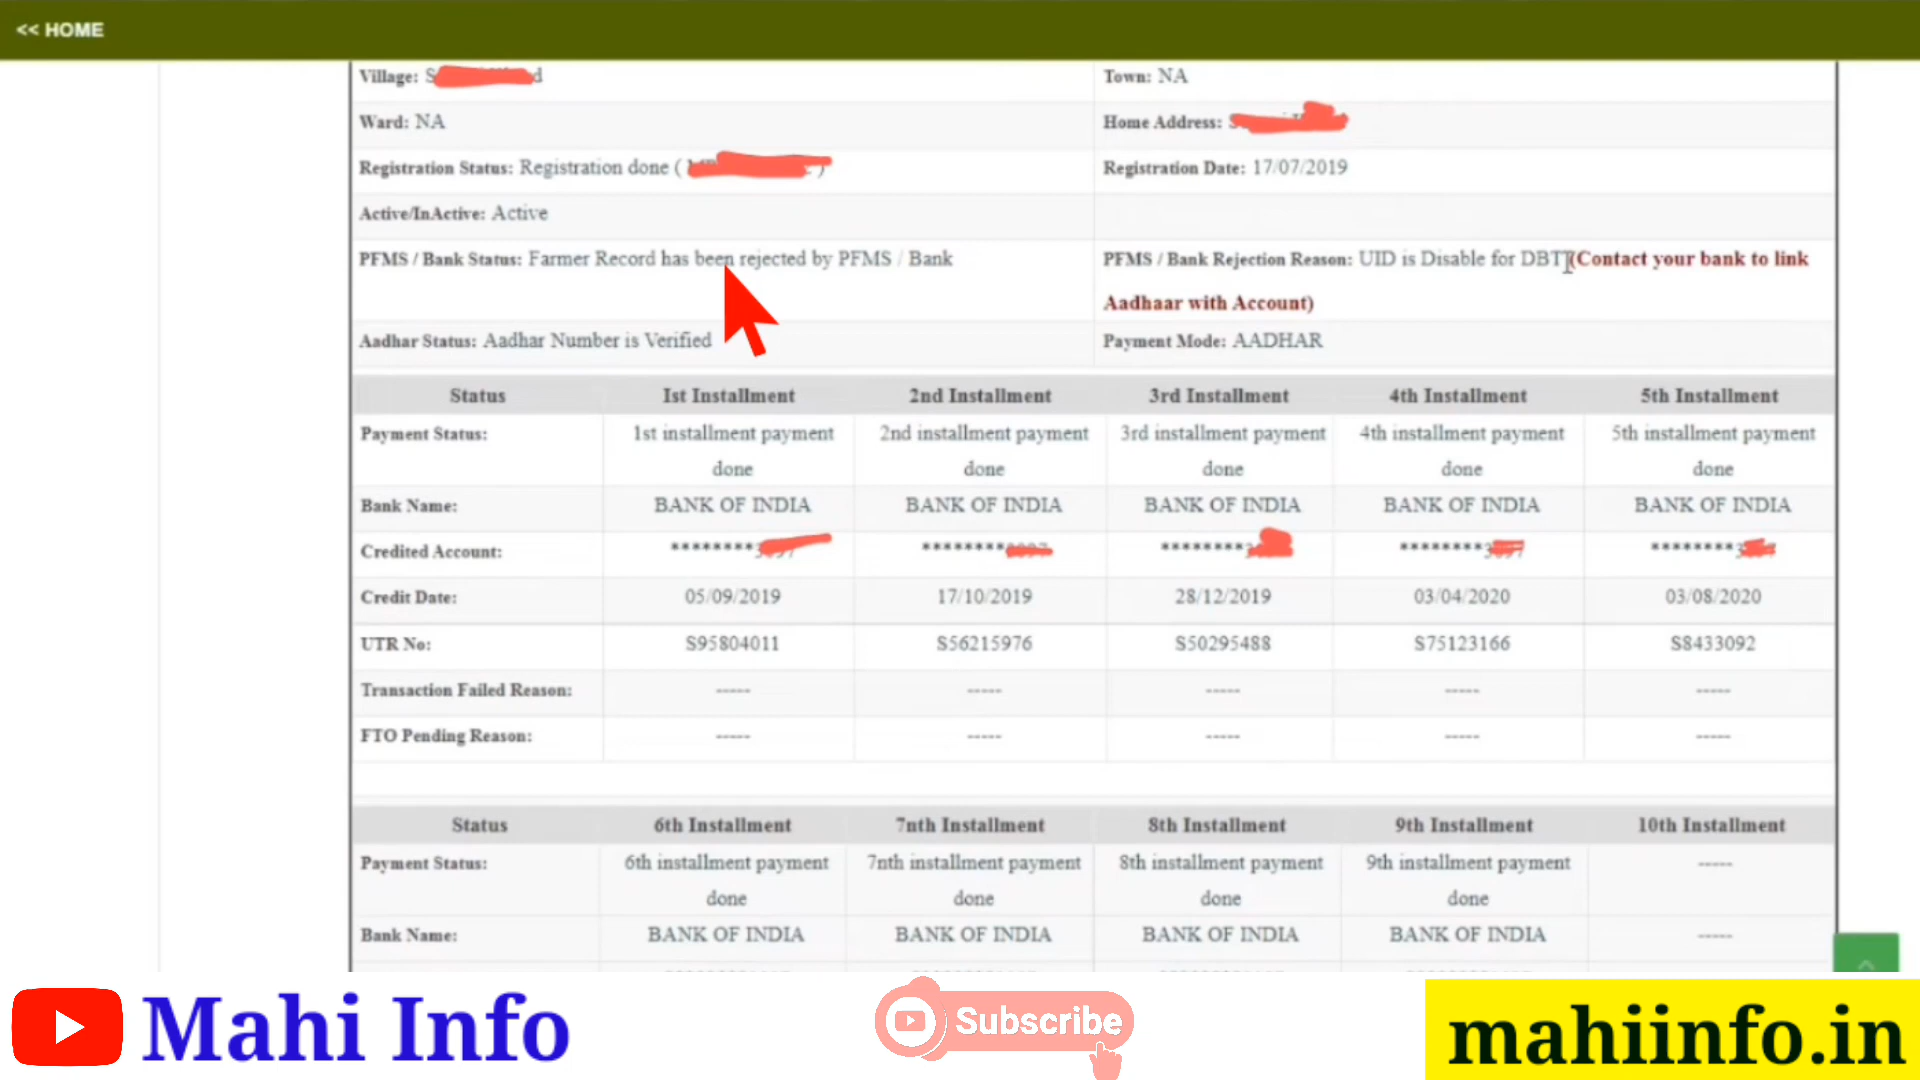 << HOME
Village:
Town: NA
Ward: NA
Home Address:
Registration Status: Registration done (
Registration Date: 17/07/2019
Active/InActive: Active
PFMS / Bank Status: Farmer Record has been rejected by PFMS / Bank
PFMS / Bank Rejection Reason: UID is Disable for DBT (Contact your bank to link
Aadhaar with Account)
Aadhar Status: Aadhar Number is Verified
Payment Mode: AADHAR
Status Ist Installment 2nd Installment 3rd Installment 4th Installment 5th Installment
Payment Status: 1st installment payment 2nd installment payment 3rd installment payment 4th installment payment 5th installment payment
done done done done done
Bank Name: BANK OF INDIA BANK OF INDIA BANK OF INDIA BANK OF INDIA BANK OF INDIA
Credited Account: ******** ******** ******** ******** ********
Credit Date: 05/09/2019 17/10/2019 28/12/2019 03/04/2020 03/08/2020
UTR No: S95804011 S56215976 S50295488 S75123166 S8433092
Transaction Failed Reason: ----- ----- ----- ----- -----
FTO Pending Reason: ----- ----- ----- ----- -----
Status 6th Installment 7nth Installment 8th Installment 9th Installment 10th Installment
Payment Status: 6th installment payment 7nth installment payment 8th installment payment 9th installment payment -----
done done done done
Bank Name: BANK OF INDIA BANK OF INDIA BANK OF INDIA BANK OF INDIA -----
Mahi Info
Subscribe
mahiinfo.in